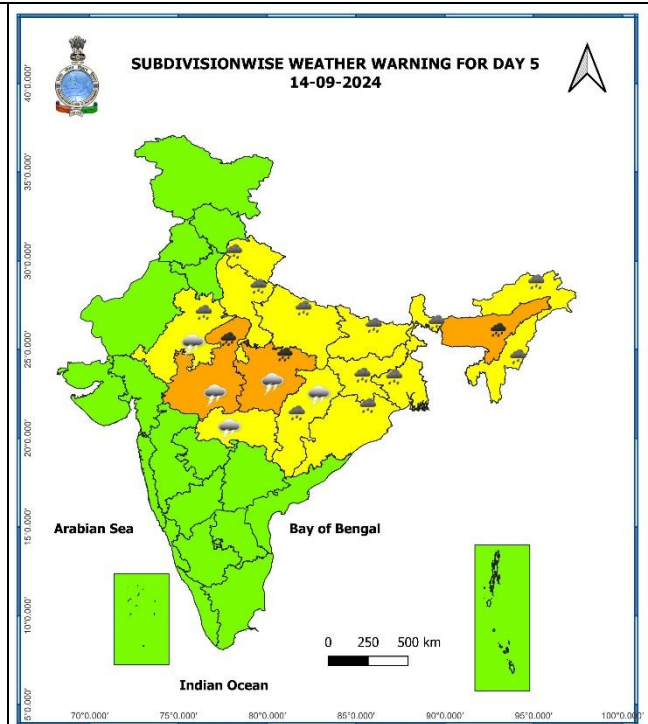 SUBDIVISIONWISE WEATHER WARNING FOR DAY 5
14-09-2024
40°0.000'
35°0.000'
30°0.000'
25°0.000'
20°0.000'
15°0.000'
10°0.000'
5°0.000'
Arabian Sea
Bay of Bengal
0 250 500 km
Indian Ocean
70°0.000' 75°0.000' 80°0.000' 85°0.000' 90°0.000' 95°0.000' 100°0.000'